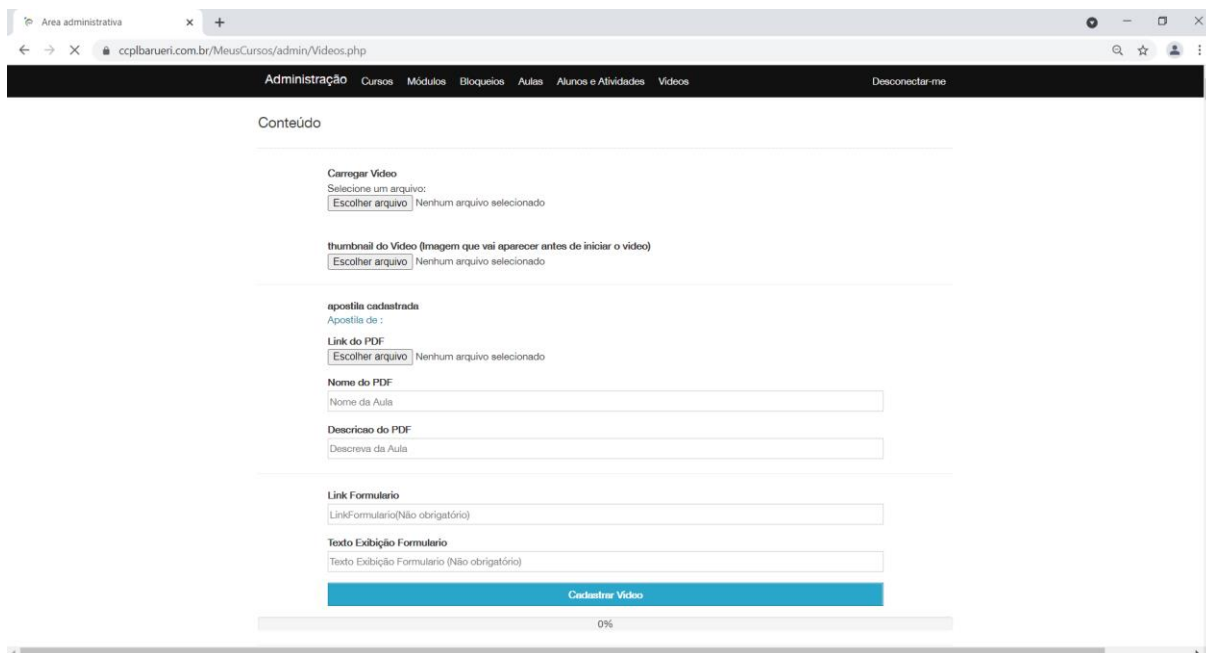 Area administrativa
ccplbarueri.com.br/MeusCursos/admin/Videos.php
Administração Cursos Módulos Bloqueios Aulas Alunos e Atividades Videos Desconectar-me
Conteúdo
Carregar Video
Selecione um arquivo:
Escolher arquivo Nenhum arquivo selecionado
thumbnail do Video (Imagem que vai aparecer antes de iniciar o video)
Escolher arquivo Nenhum arquivo selecionado
apostila cadastrada
Apostila de :
Link do PDF
Escolher arquivo Nenhum arquivo selecionado
Nome do PDF
Nome da Aula
Descricao do PDF
Descreva da Aula
Link Formulario
LinkFormulario(Não obrigatório)
Texto Exibição Formulario
Texto Exibição Formulario (Não obrigatório)
Cadastrar Video
0%